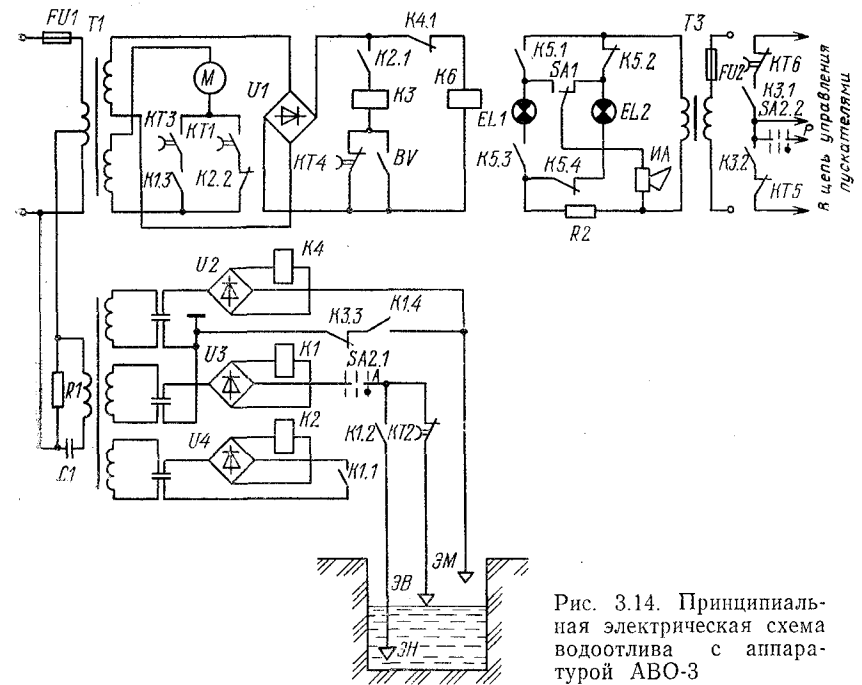 FU1
T1
M
KT3
KT1
K1.3
K2.2
U1
K4.1
K2.1
K3
K6
KT4
BV
T3
K5.1
SA1
K5.2
EL1
EL2
K5.3
K5.4
ИА
R2
FU2
KT6
K3.1
SA2.2
P
K3.2
KT5
В цепь управления
пускателями
U2
K4
K1.4
K3.3
U3
K1
SA2.1
A
R1
C1
U4
K2
K1.2
KT2
K1.1
ЭВ
ЭМ
ЭН
Рис. 3.14. Принципиаль-
ная электрическая схема
водоотлива с аппара-
турой АВО-3